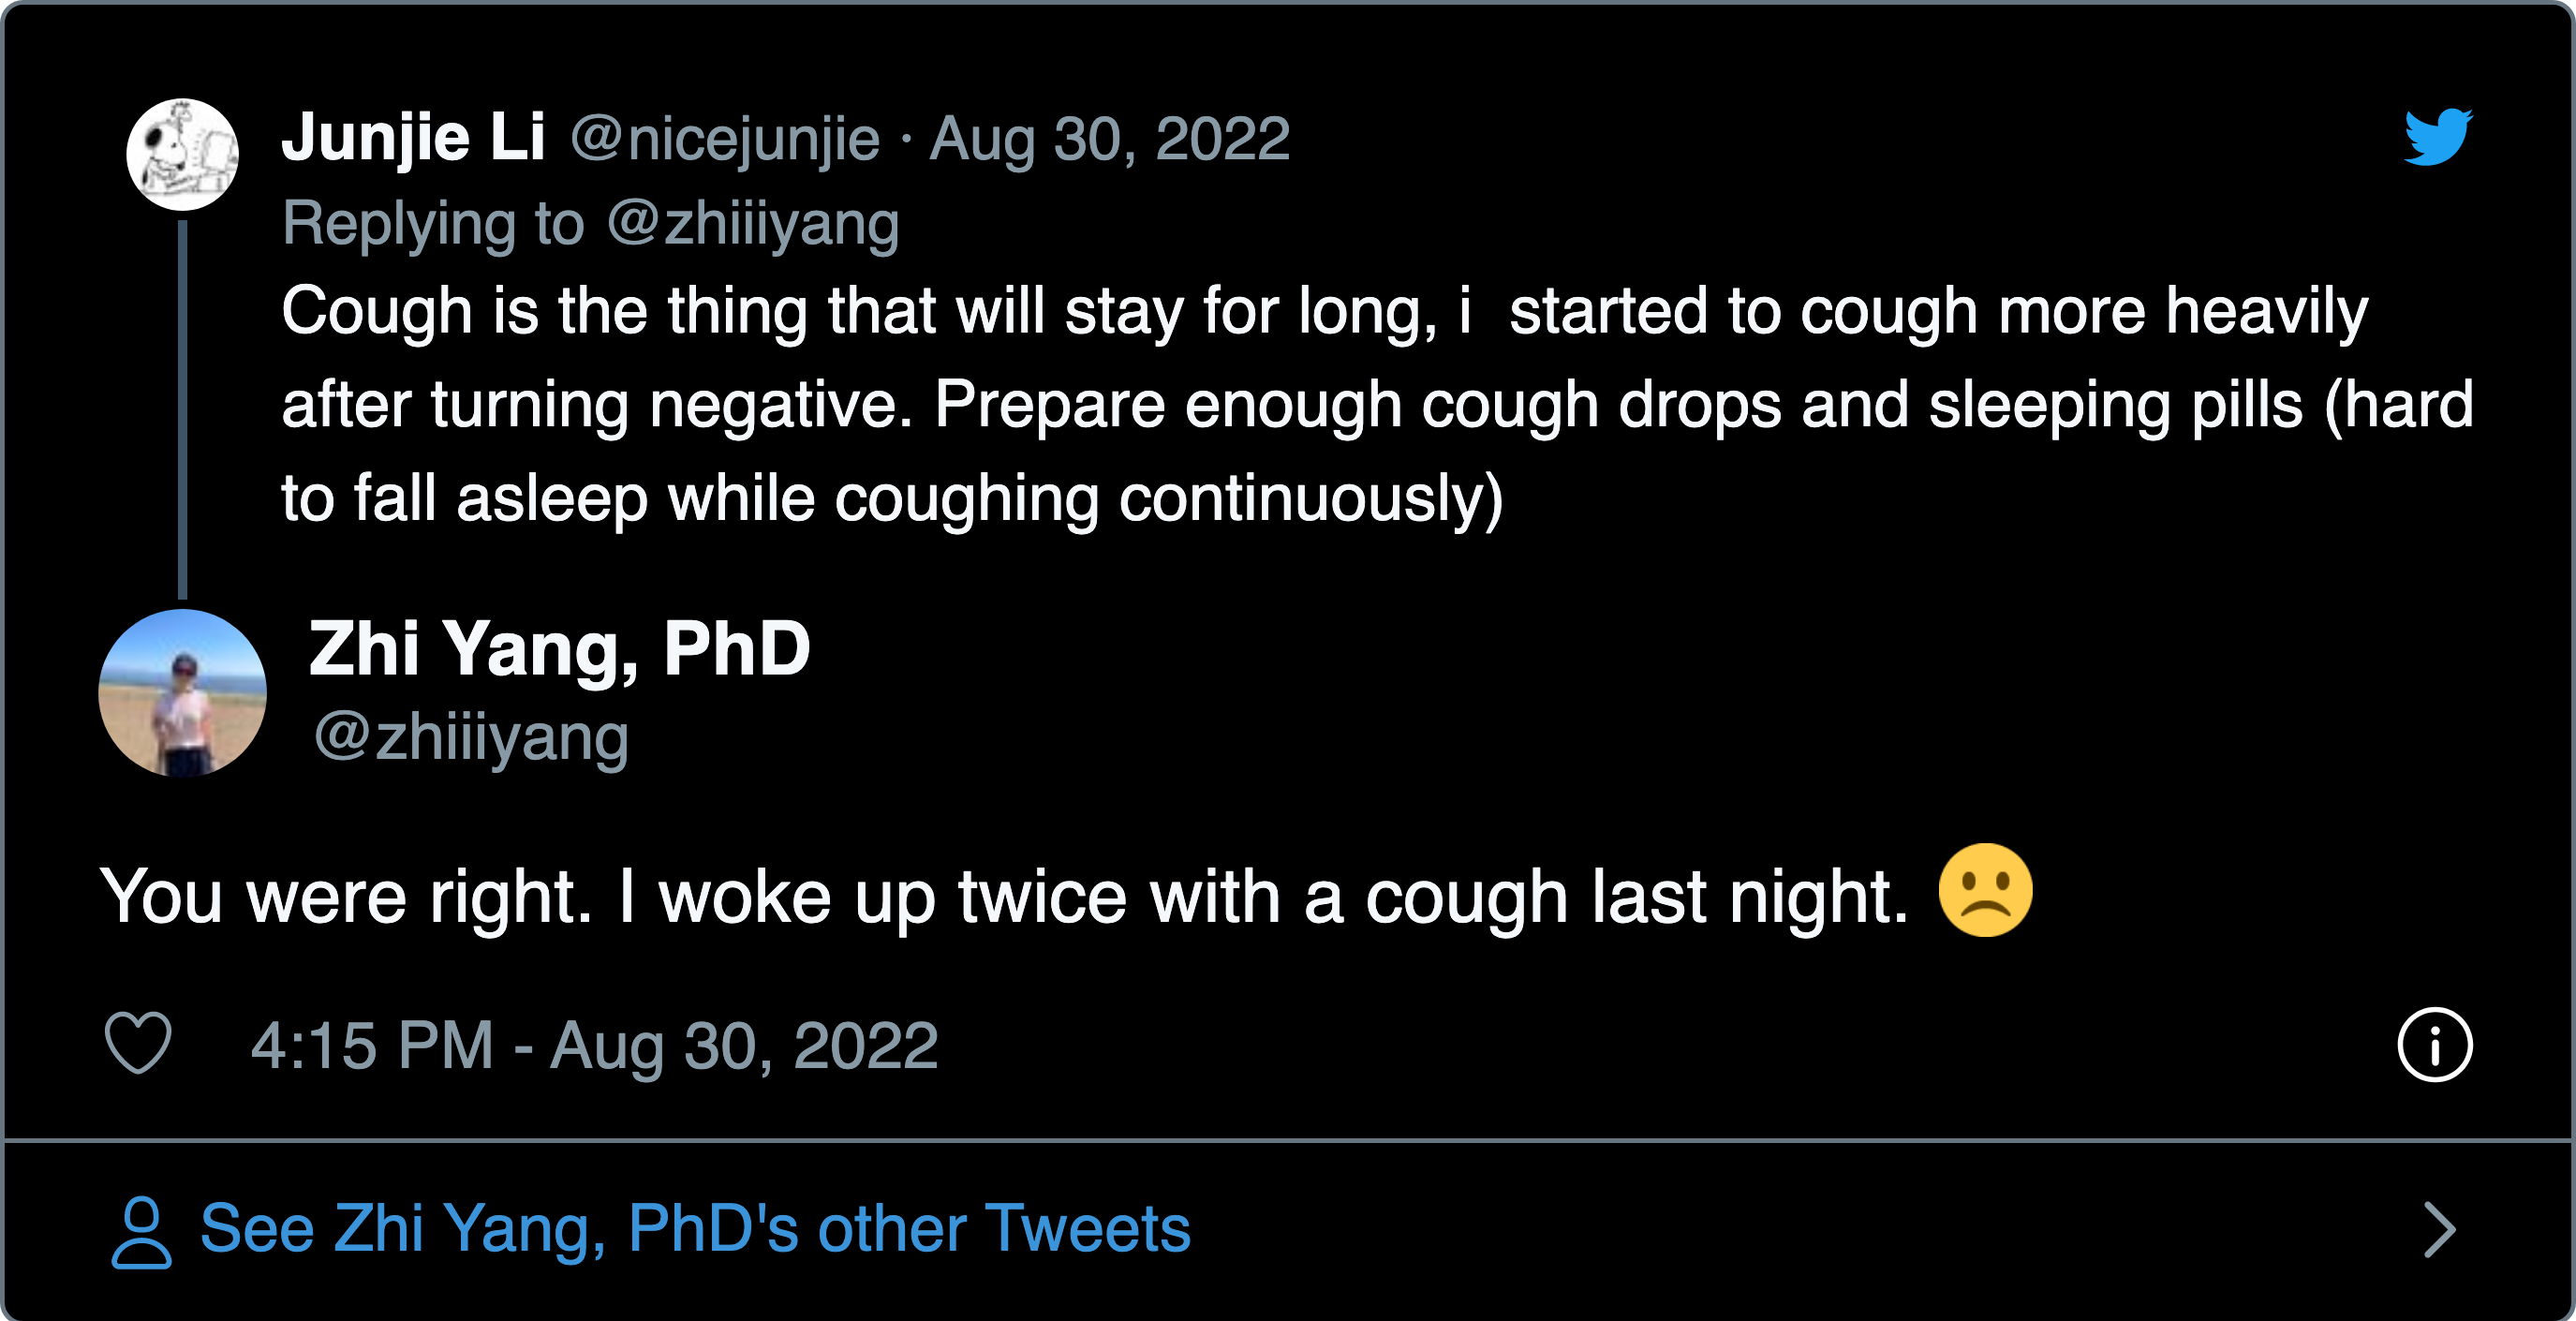 Junjie Li @nicejunjie · Aug 30, 2022
Replying to @zhiiiyang
Cough is the thing that will stay for long, i  started to cough more heavily
after turning negative. Prepare enough cough drops and sleeping pills (hard
to fall asleep while coughing continuously)
Zhi Yang, PhD
@zhiiiyang
You were right. I woke up twice with a cough last night. 🙁
4:15 PM - Aug 30, 2022
See Zhi Yang, PhD's other Tweets